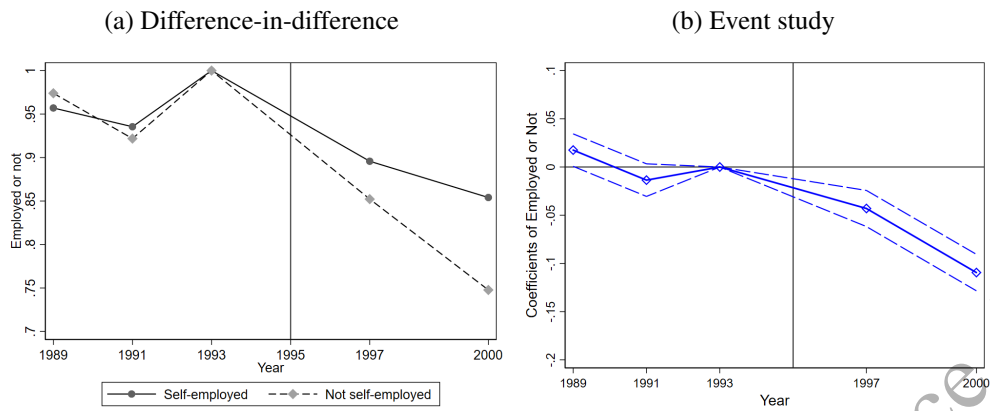 (a) Difference-in-difference
(b) Event study
Employed or not
1
.95
.9
.85
.8
.75
.7
1989 1991 1993 1995 1997 2000
Year
Self-employed Not self-employed
Coefficients of Employed or Not
.1
.05
0
-.05
-.1
-.15
-.2
1989 1991 1993 1997 2000
Year
ce